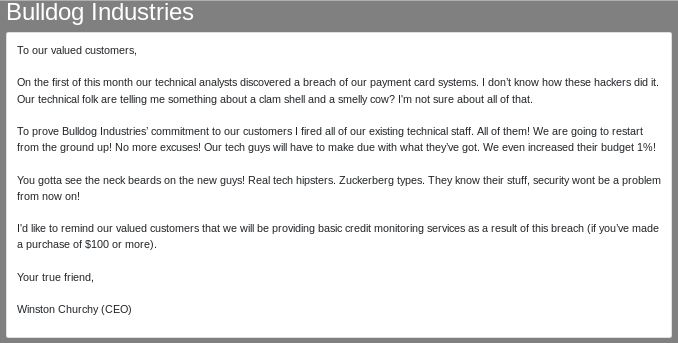 Bulldog Industries
To our valued customers,
On the first of this month our technical analysts discovered a breach of our payment card systems. I don't know how these hackers did it.
Our technical folk are telling me something about a clam shell and a smelly cow? I'm not sure about all of that.
To prove Bulldog Industries' commitment to our customers I fired all of our existing technical staff. All of them! We are going to restart
from the ground up! No more excuses! Our tech guys will have to make due with what they've got. We even increased their budget 1%!
You gotta see the neck beards on the new guys! Real tech hipsters. Zuckerberg types. They know their stuff, security wont be a problem
from now on!
I'd like to remind our valued customers that we will be providing basic credit monitoring services as a result of this breach (if you've made
a purchase of $100 or more).
Your true friend,
Winston Churchy (CEO)